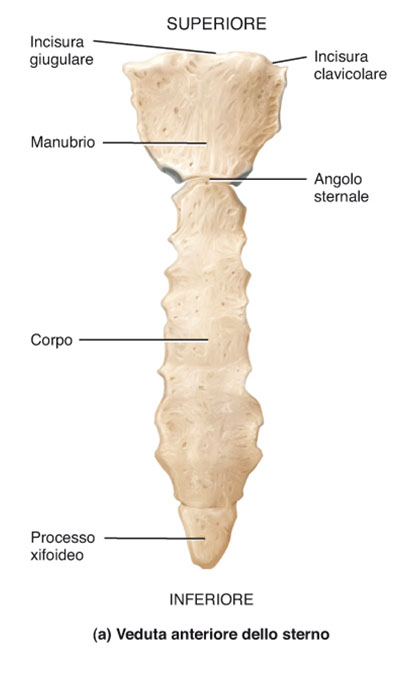 SUPERIORE
Incisura
giugulare
Incisura
clavicolare
Manubrio
Angolo
sternale
Corpo
Processo
xifoideo
INFERIORE
(a) Veduta anteriore dello sterno